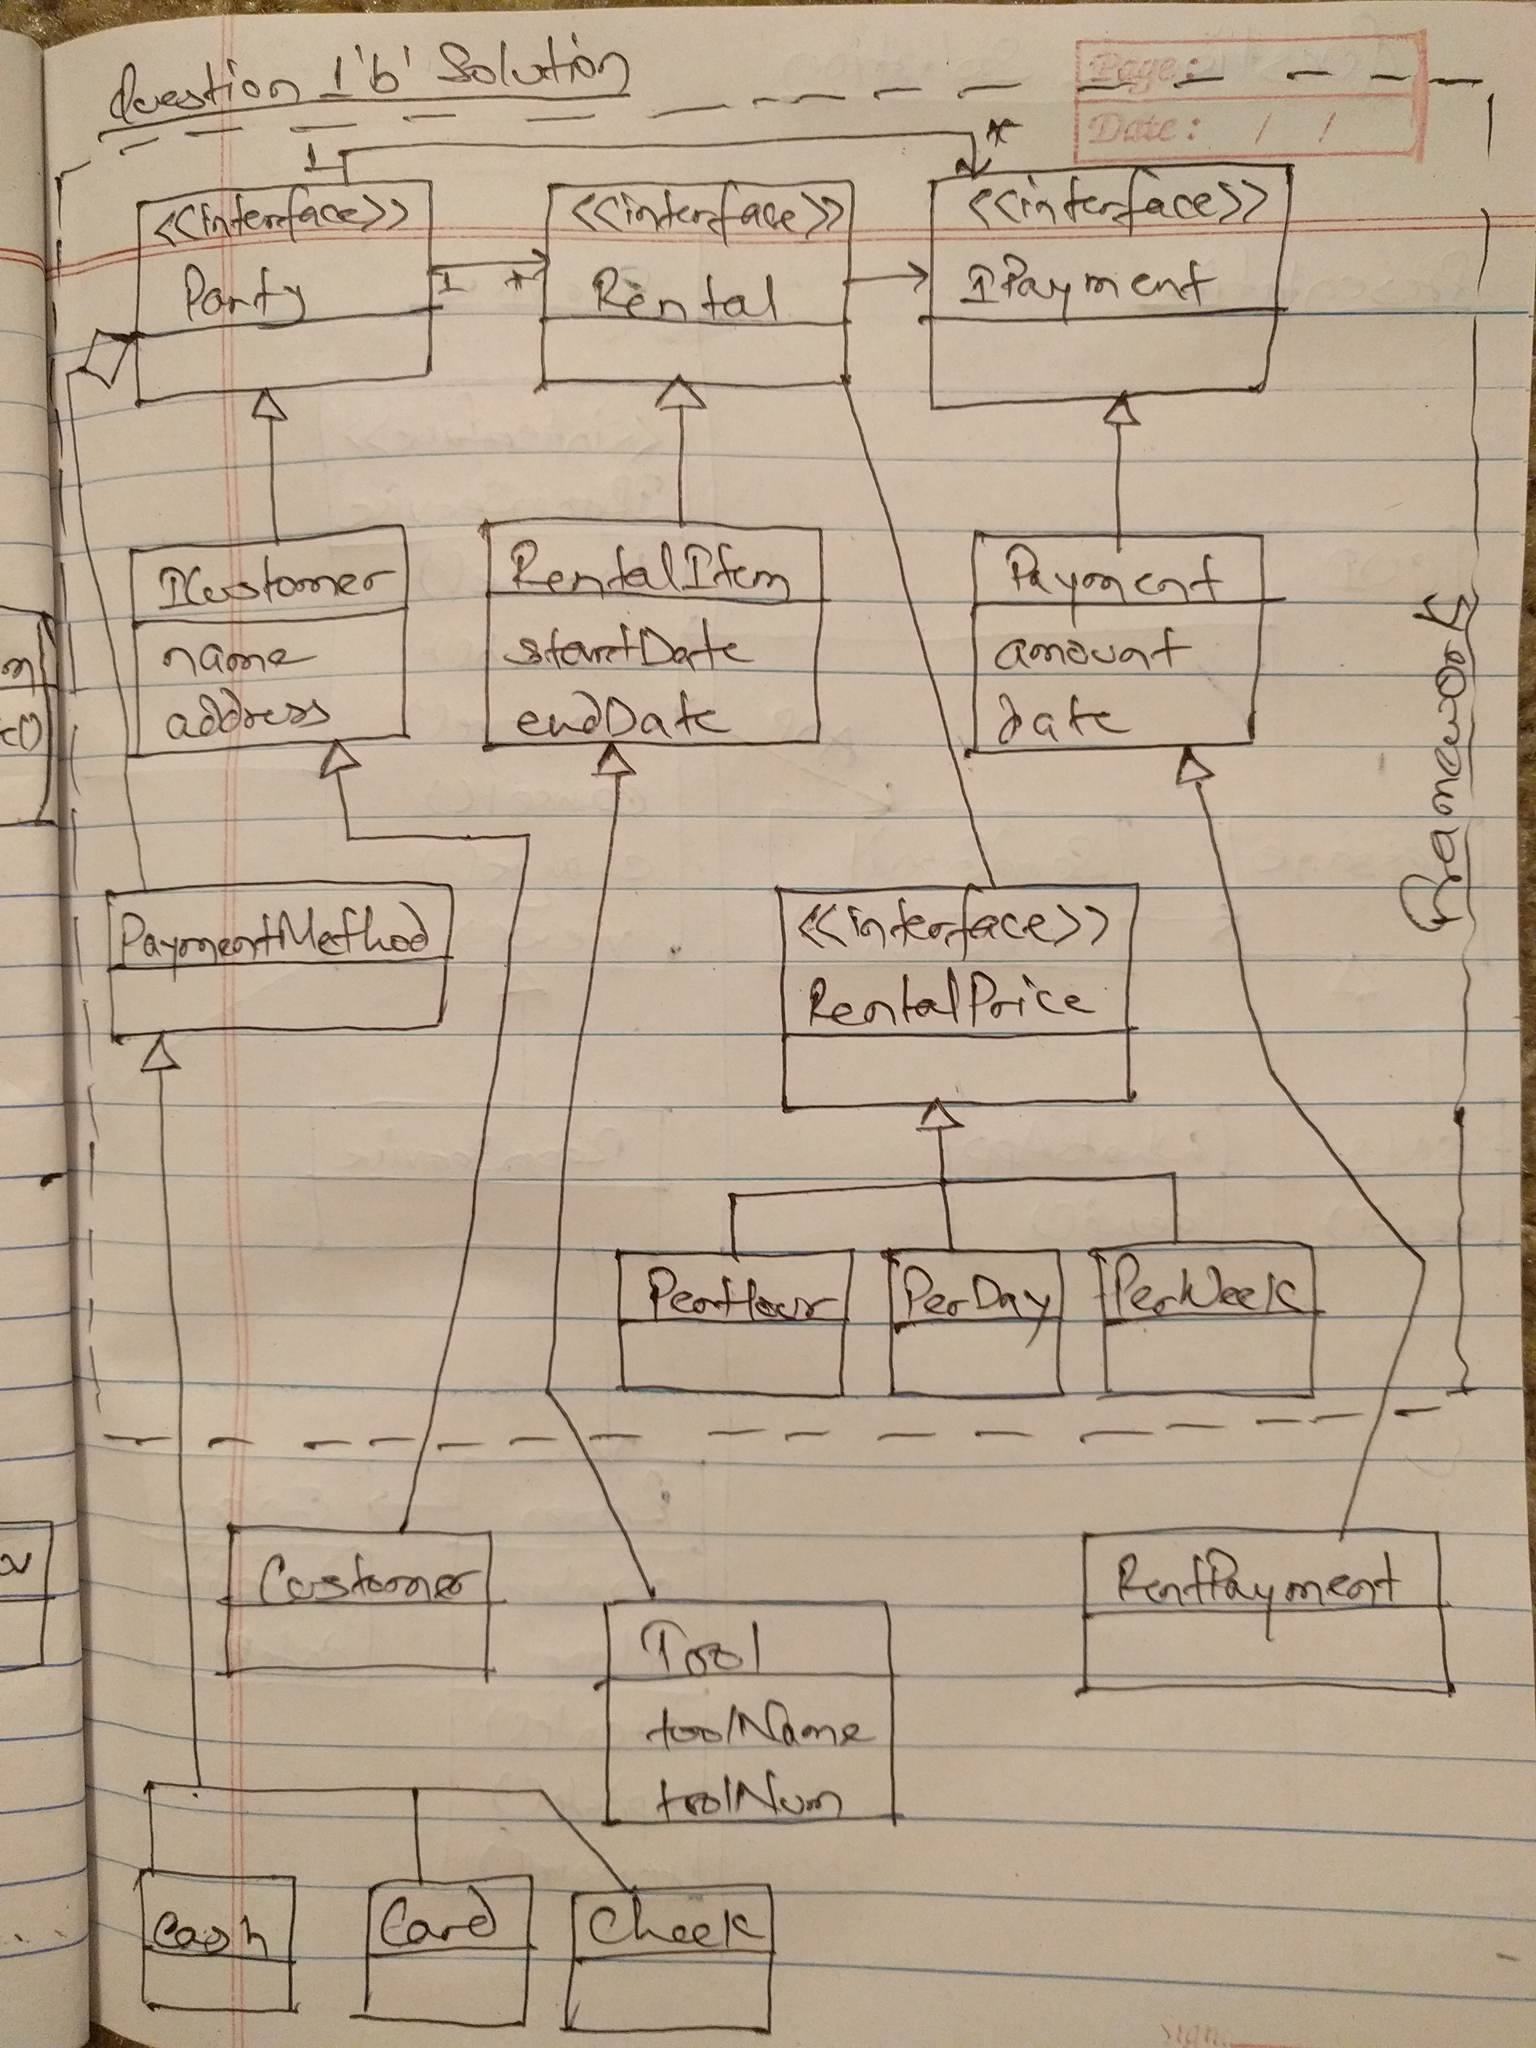 Question 1 'b' Solution
Page:
Date: / /
1
*
<<interface>>
Party
1 *
<<interface>>
Rental
<<interface>>
IPayment
ICustomer
name
address
RentalItem
startDate
endDate
Payment
amount
date
Framework
PaymentMethod
<<interface>>
RentalPrice
PerHour
PerDay
PerWeek
Customer
Tool
toolName
toolNum
RentPayment
Cash
Card
Check